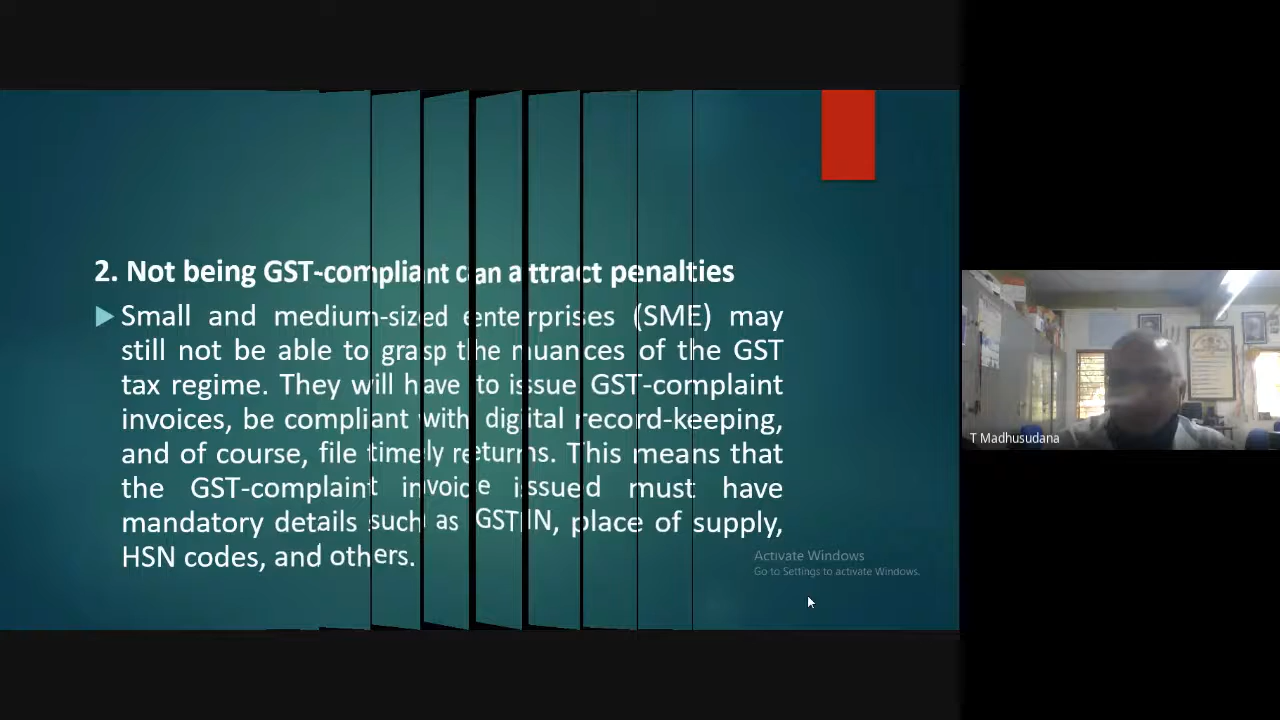 2. Not being GST-compliant can attract penalties
Small and medium-sized enterprises (SME) may
still not be able to grasp the nuances of the GST
tax regime. They will have to issue GST-complaint
invoices, be compliant with digital record-keeping,
and of course, file timely returns. This means that
the GST-complaint invoice issued must have
mandatory details such as GSTIN, place of supply,
HSN codes, and others.
Activate Windows
Go to Settings to activate Windows.
T Madhusudana